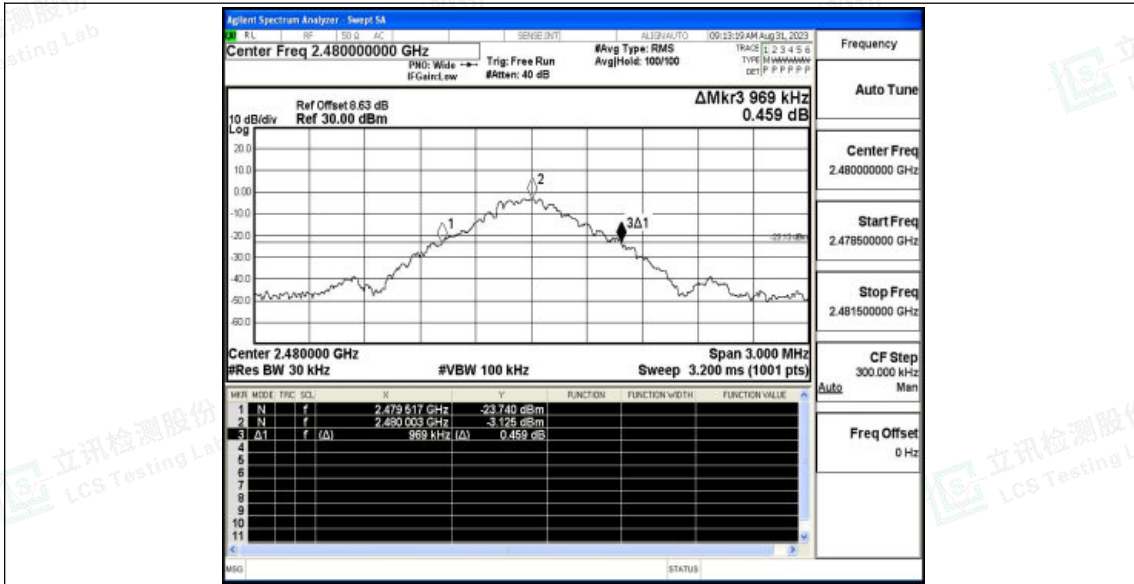 Agilent Spectrum Analyzer - Swept SA
RL RF 50 Ω AC SENSE:INT ALIGNAUTO 09:13:19 AM Aug 31, 2023
Center Freq 2.480000000 GHz
#Avg Type: RMS
TRACE 1 2 3 4 5 6
PNO: Wide
Trig: Free Run
Avg|Hold: 100/100
TYPE M WWWWW
IFGain:Low
#Atten: 40 dB
DET P P P P P P
ΔMkr3 969 kHz
0.459 dB
Ref Offset 8.63 dB
10 dB/div Ref 30.00 dBm
Log
20.0
10.0
0.00
-10.0
-20.0
-30.0
-40.0
-50.0
-60.0
1
2
3Δ1
-23.13 dBm
Center 2.480000 GHz
Span 3.000 MHz
#Res BW 30 kHz
#VBW 100 kHz
Sweep 3.200 ms (1001 pts)
MKR MODE TRC SCL X Y FUNCTION FUNCTION WIDTH FUNCTION VALUE
1 N f 2.479 517 GHz -23.740 dBm
2 N f 2.480 003 GHz -3.125 dBm
3 Δ1 f (Δ) 969 kHz (Δ) 0.459 dB
4
5
6
7
8
9
10
11
MSG
STATUS
Frequency
Auto Tune
Center Freq
2.480000000 GHz
Start Freq
2.478500000 GHz
Stop Freq
2.481500000 GHz
CF Step
300.000 kHz
Auto Man
Freq Offset
0 Hz
立讯检测股份
LCS Testing Lab